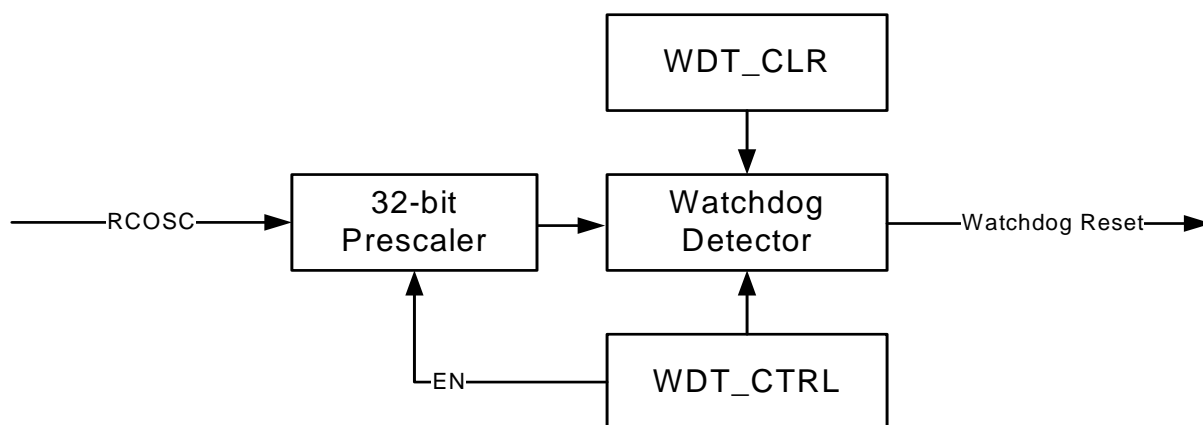 WDT_CLR
RCOSC
32-bit
Prescaler
Watchdog
Detector
Watchdog Reset
EN
WDT_CTRL